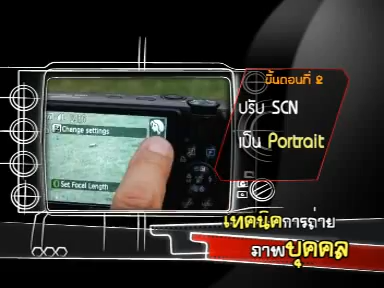 ขั้นตอนที่ ๒
ปรับ SCN
เป็น Portrait
Change settings
Set Focal Length
เทคนิคการถ่าย
ภาพบุคคล